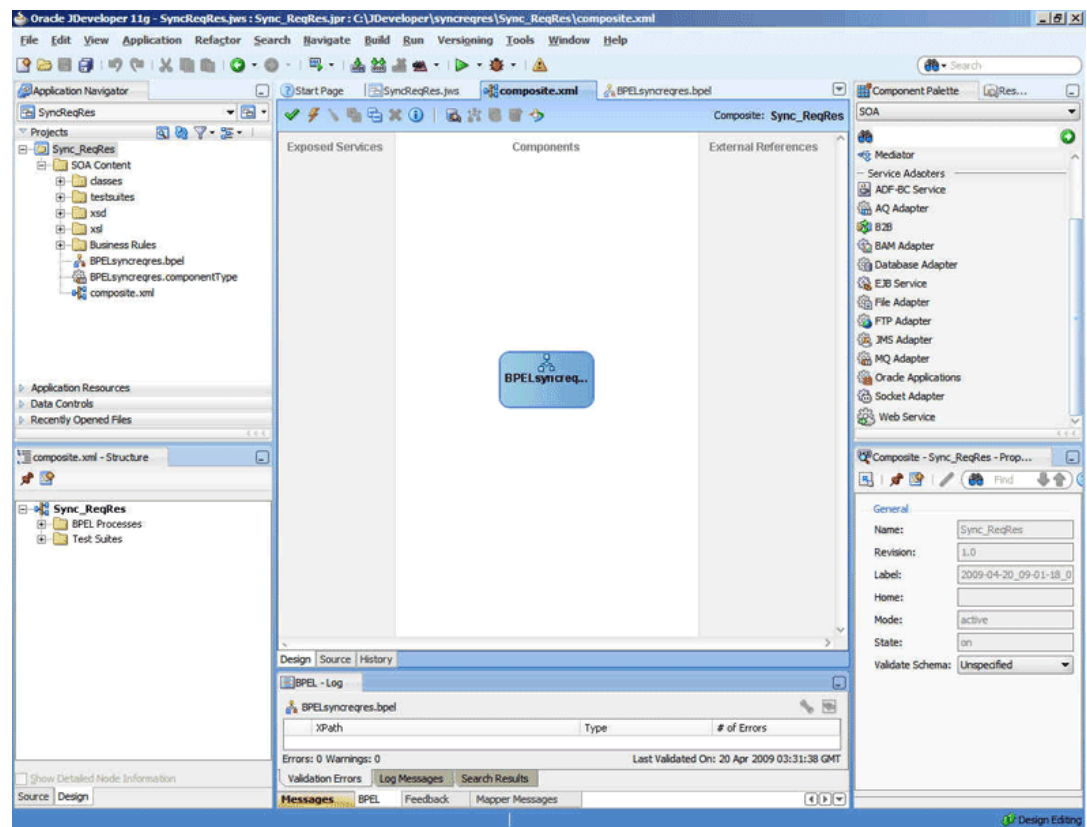 Oracle JDeveloper 11g - SyncReqRes.jws : Sync_ReqRes.jpr : C:\JDeveloper\syncreqres\Sync_ReqRes\composite.xml
File Edit View Application Refactor Search Navigate Build Run Versioning Tools Window Help
Search
Application Navigator
SyncReqRes
Projects
Sync_ReqRes
SOA Content
classes
testsuites
xsd
xsl
Business Rules
BPELsyncreqres.bpel
BPELsyncreqres.componentType
composite.xml
Application Resources
Data Controls
Recently Opened Files
composite.xml - Structure
Sync_ReqRes
BPEL Processes
Test Suites
Show Detailed Node Information
Source Design
Start Page SyncReqRes.jws composite.xml BPELsyncreqres.bpel
Composite: Sync_ReqRes
Exposed Services Components External References
BPELsyncreq...
Design Source History
BPEL - Log
BPELsyncreqres.bpel
XPath Type # of Errors
Errors: 0 Warnings: 0 Last Validated On: 20 Apr 2009 03:31:38 GMT
Validation Errors Log Messages Search Results
Messages BPEL Feedback Mapper Messages
Component Palette Res...
SOA
Mediator
Service Adapters
ADF-BC Service
AQ Adapter
B2B
BAM Adapter
Database Adapter
EJB Service
File Adapter
FTP Adapter
JMS Adapter
MQ Adapter
Oracle Applications
Socket Adapter
Web Service
Composite - Sync_ReqRes - Prop...
Find
General
Name: Sync_ReqRes
Revision: 1.0
Label: 2009-04-20_09-01-18_0
Home:
Mode: active
State: on
Validate Schema: Unspecified
Design Editing